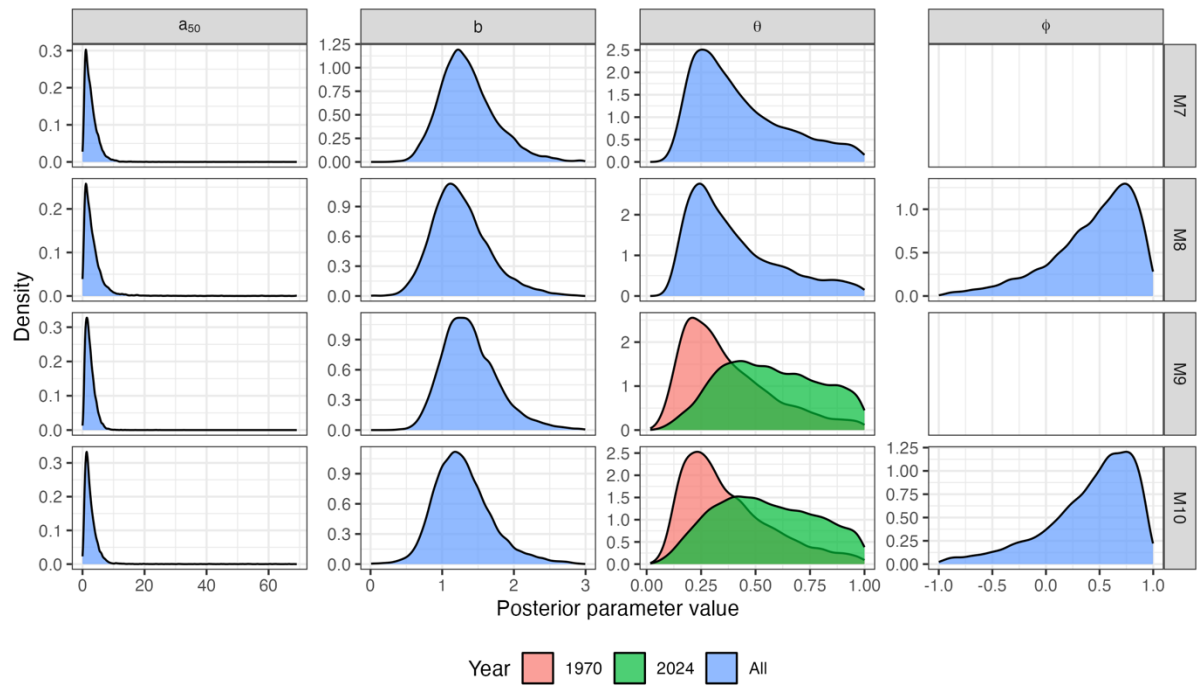 a₅₀ b θ ϕ
0.3 1.25 2.5
1.00 2.0
0.2 0.75 1.5
0.50 1.0
0.1 0.25 0.5
0.0 0.00 0.0
M7
0.2 0.9 2 1.0
0.1 0.6 1 0.5
0.3
0.0 0.0 0 0.0
M8
0.3 0.9 2
0.2 0.6 1
0.1 0.3
0.0 0.0 0
M9
0.3 0.9 2.5 1.25
0.2 0.6 2.0 1.00
1.5 0.75
0.1 0.3 1.0 0.50
0.5 0.25
0.0 0.0 0.0 0.00
M10
0 20 40 60 0 1 2 3 0.00 0.25 0.50 0.75 1.00 -1.0 -0.5 0.0 0.5 1.0
Density
Posterior parameter value
Year 1970 2024 All